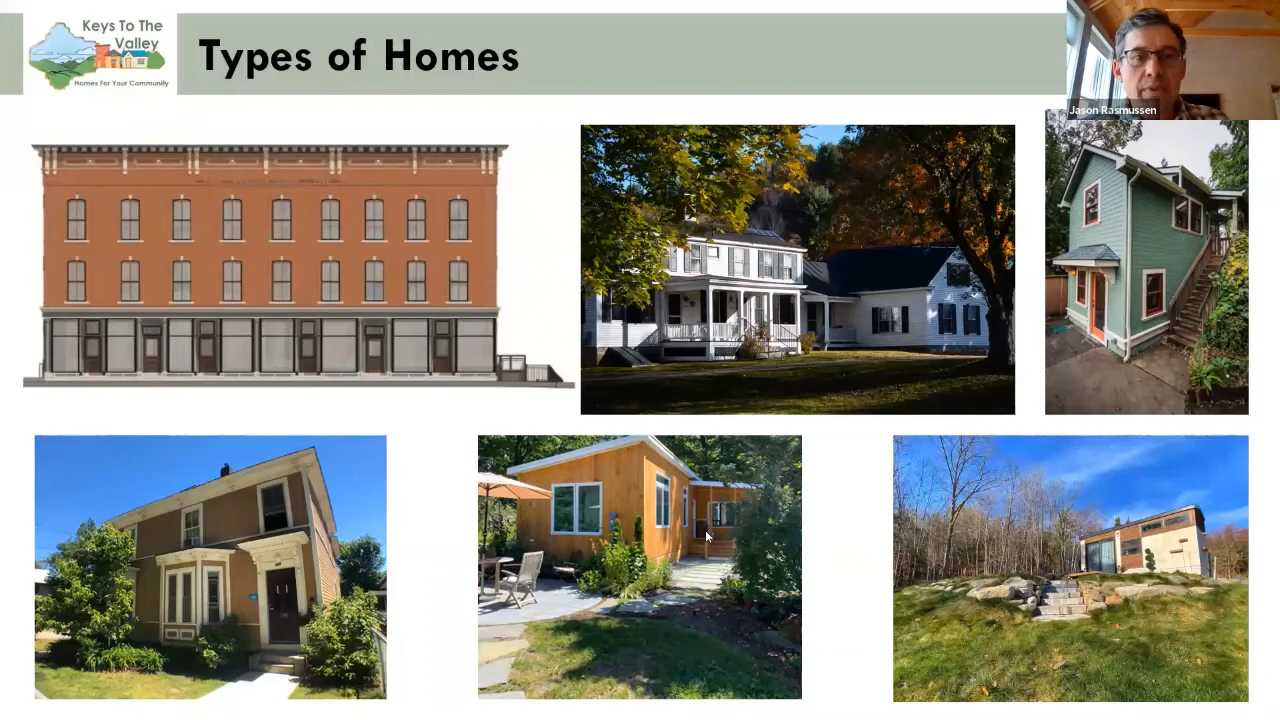 Keys To The
Valley
Homes For Your Community
Types of Homes
Jason Rasmussen